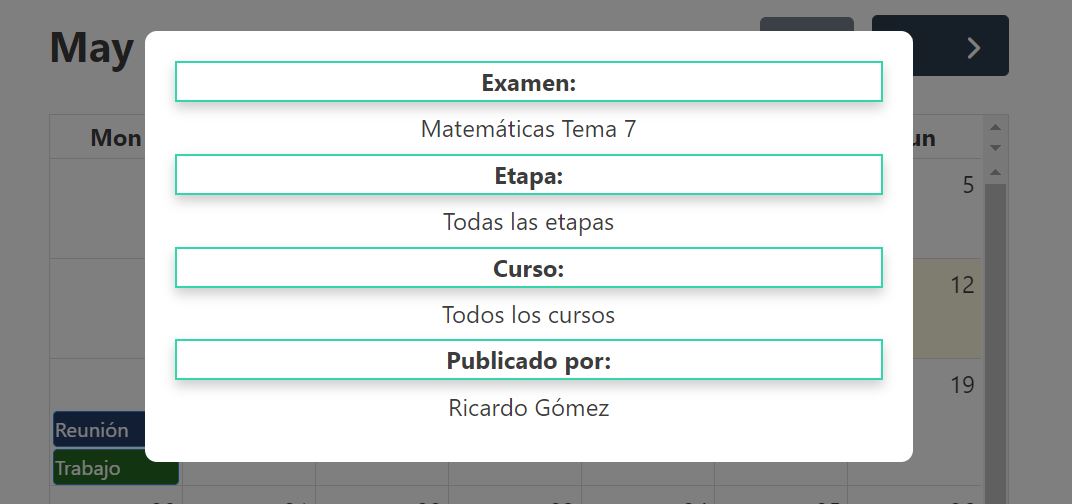 May
Mon
un
Examen:
Matemáticas Tema 7
Etapa:
Todas las etapas
Curso:
Todos los cursos
Publicado por:
Ricardo Gómez
5
12
19
Reunión
Trabajo